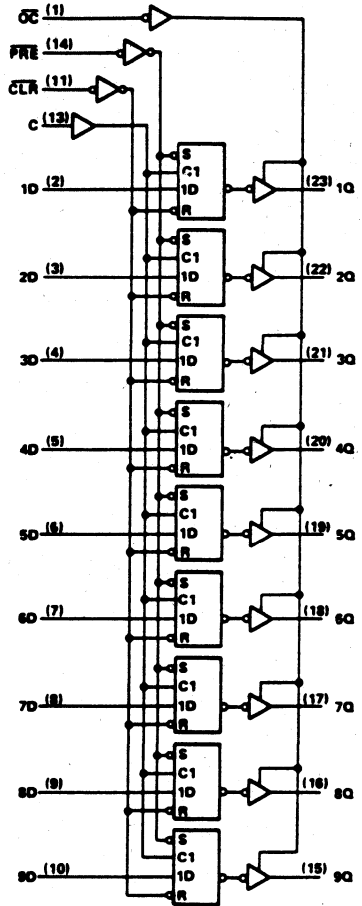 OC (1)
PRE (14)
CLR (11)
C (13)
S
C1
1D (2) 1D (23) 1Q
R
S
C1
2D (3) 1D (22) 2Q
R
S
C1
3D (4) 1D (21) 3Q
R
S
C1
4D (5) 1D (20) 4Q
R
S
C1
5D (6) 1D (19) 5Q
R
S
C1
6D (7) 1D (18) 6Q
R
S
C1
7D (8) 1D (17) 7Q
R
S
C1
8D (9) 1D (16) 8Q
R
S
C1
9D (10) 1D (15) 9Q
R